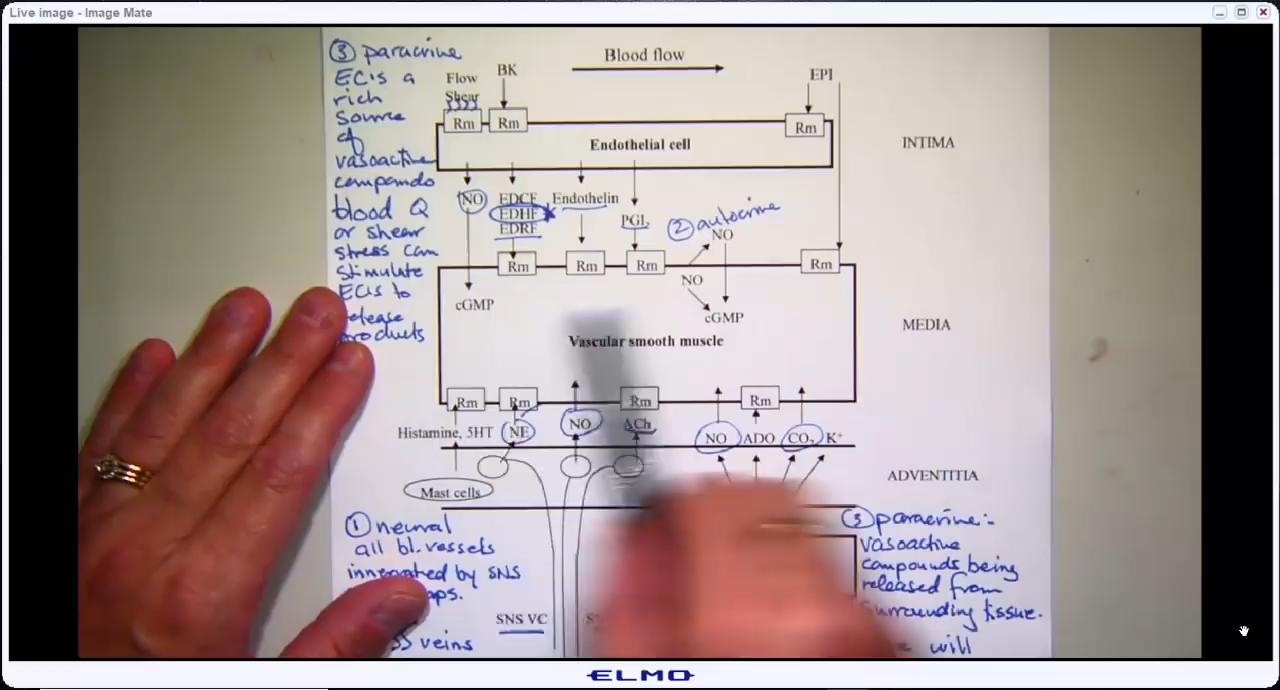 Live image - Image Mate
③ paracrine
EC is a
rich
source
of
vasoactive
compounds
blood Q
or shear
stress can
stimulate
EC's to
release
products
Blood flow
Flow
Shear
BK
EPI
Rm
Rm
Rm
Endothelial cell
INTIMA
NO
EDCF
EDHF
EDRF
Endothelin
PGI₂
② autocrine
NO
Rm
Rm
Rm
Rm
NO
cGMP
cGMP
MEDIA
Vascular smooth muscle
Rm
Rm
Rm
Rm
Histamine, 5HT
NE
NO
ACh
NO
ADO
CO₂
K⁺
ADVENTITIA
Mast cells
① neural
all bl. vessels
innervated by SNS
aps.
SNS VC
veins
③ paracrine:-
vasoactive
compounds being
released from
surrounding tissue.
will
ELMO